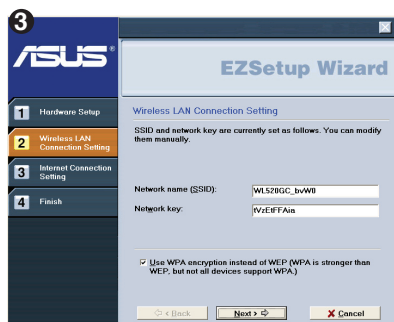 3
ASUS®
EZSetup Wizard
1 Hardware Setup
2 Wireless LAN
Connection Setting
3 Internet Connection
Setting
4 Finish
Wireless LAN Connection Setting
SSID and network key are currently set as follows. You can modify
them manually.
Network name (SSID): WL520GC_bvW0
Network key: tVzEtFFAia
Use WPA encryption instead of WEP (WPA is stronger than
WEP, but not all devices support WPA.)
< Back Next > Cancel